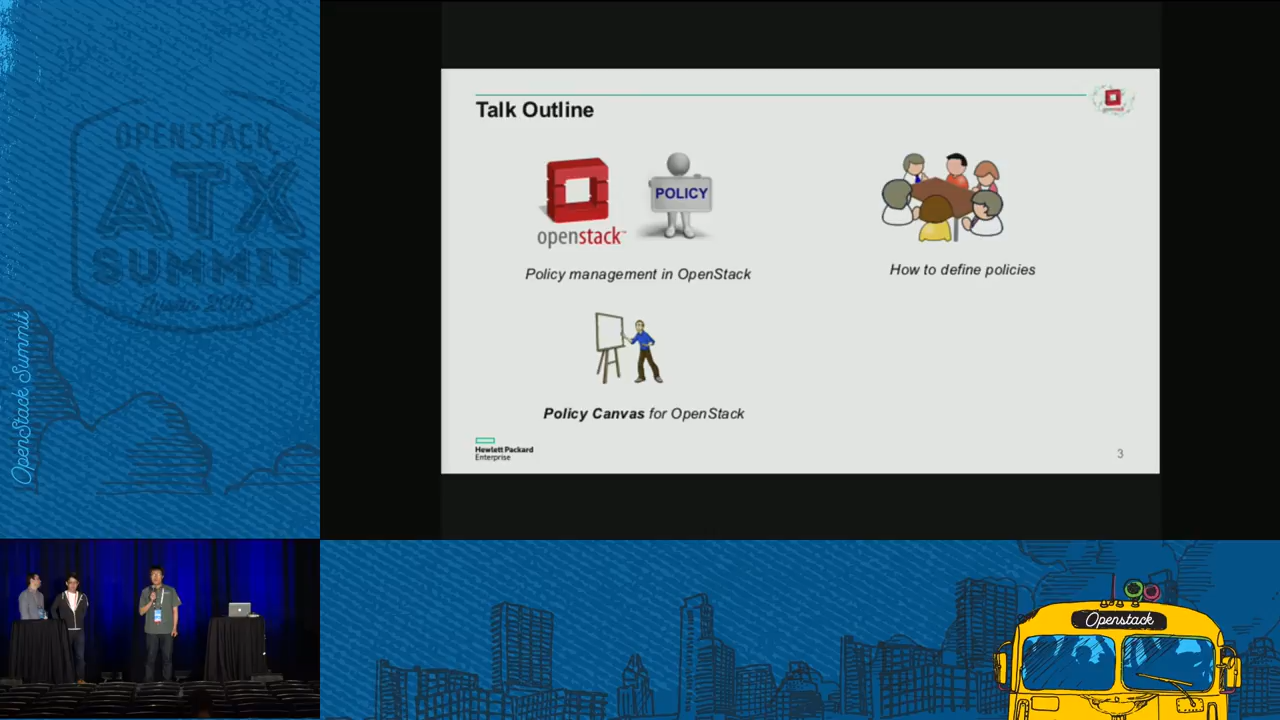 OPENSTACK
ATX
SUMMIT
Austin 2016
OpenStack Summit
Talk Outline
openstack™
POLICY
Policy management in OpenStack
How to define policies
Policy Canvas for OpenStack
Hewlett Packard
Enterprise
3
Openstack